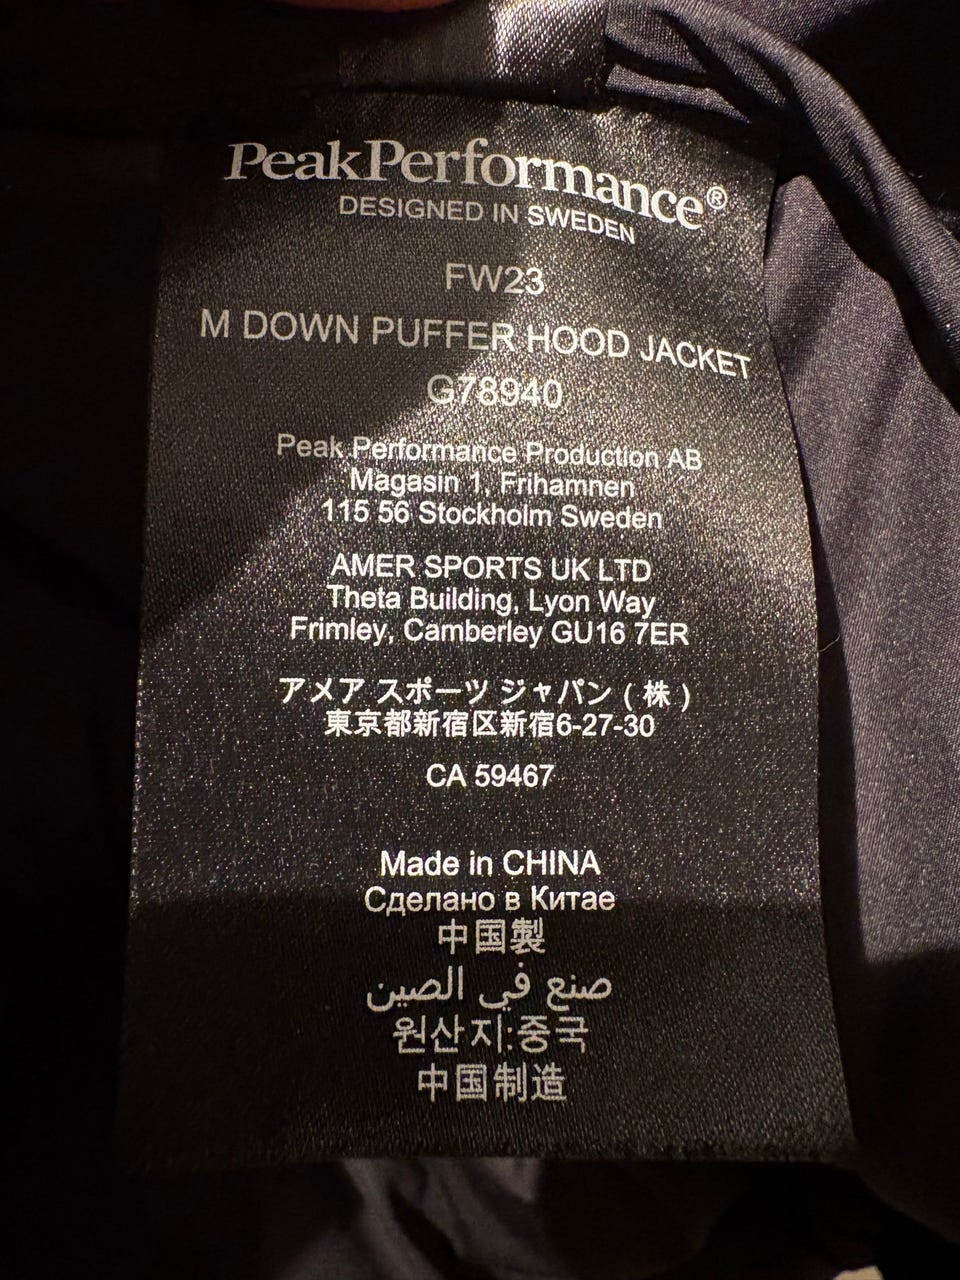 PeakPerformance®
DESIGNED IN SWEDEN
FW23
M DOWN PUFFER HOOD JACKET
G78940
Peak Performance Production AB
Magasin 1, Frihamnen
115 56 Stockholm Sweden
AMER SPORTS UK LTD
Theta Building, Lyon Way
Frimley, Camberley GU16 7ER
アメア スポーツ ジャパン ( 株 )
東京都新宿区新宿6-27-30
CA 59467
Made in CHINA
Сделано в Китае
中国製
صنع في الصين
원산지:중국
中国制造